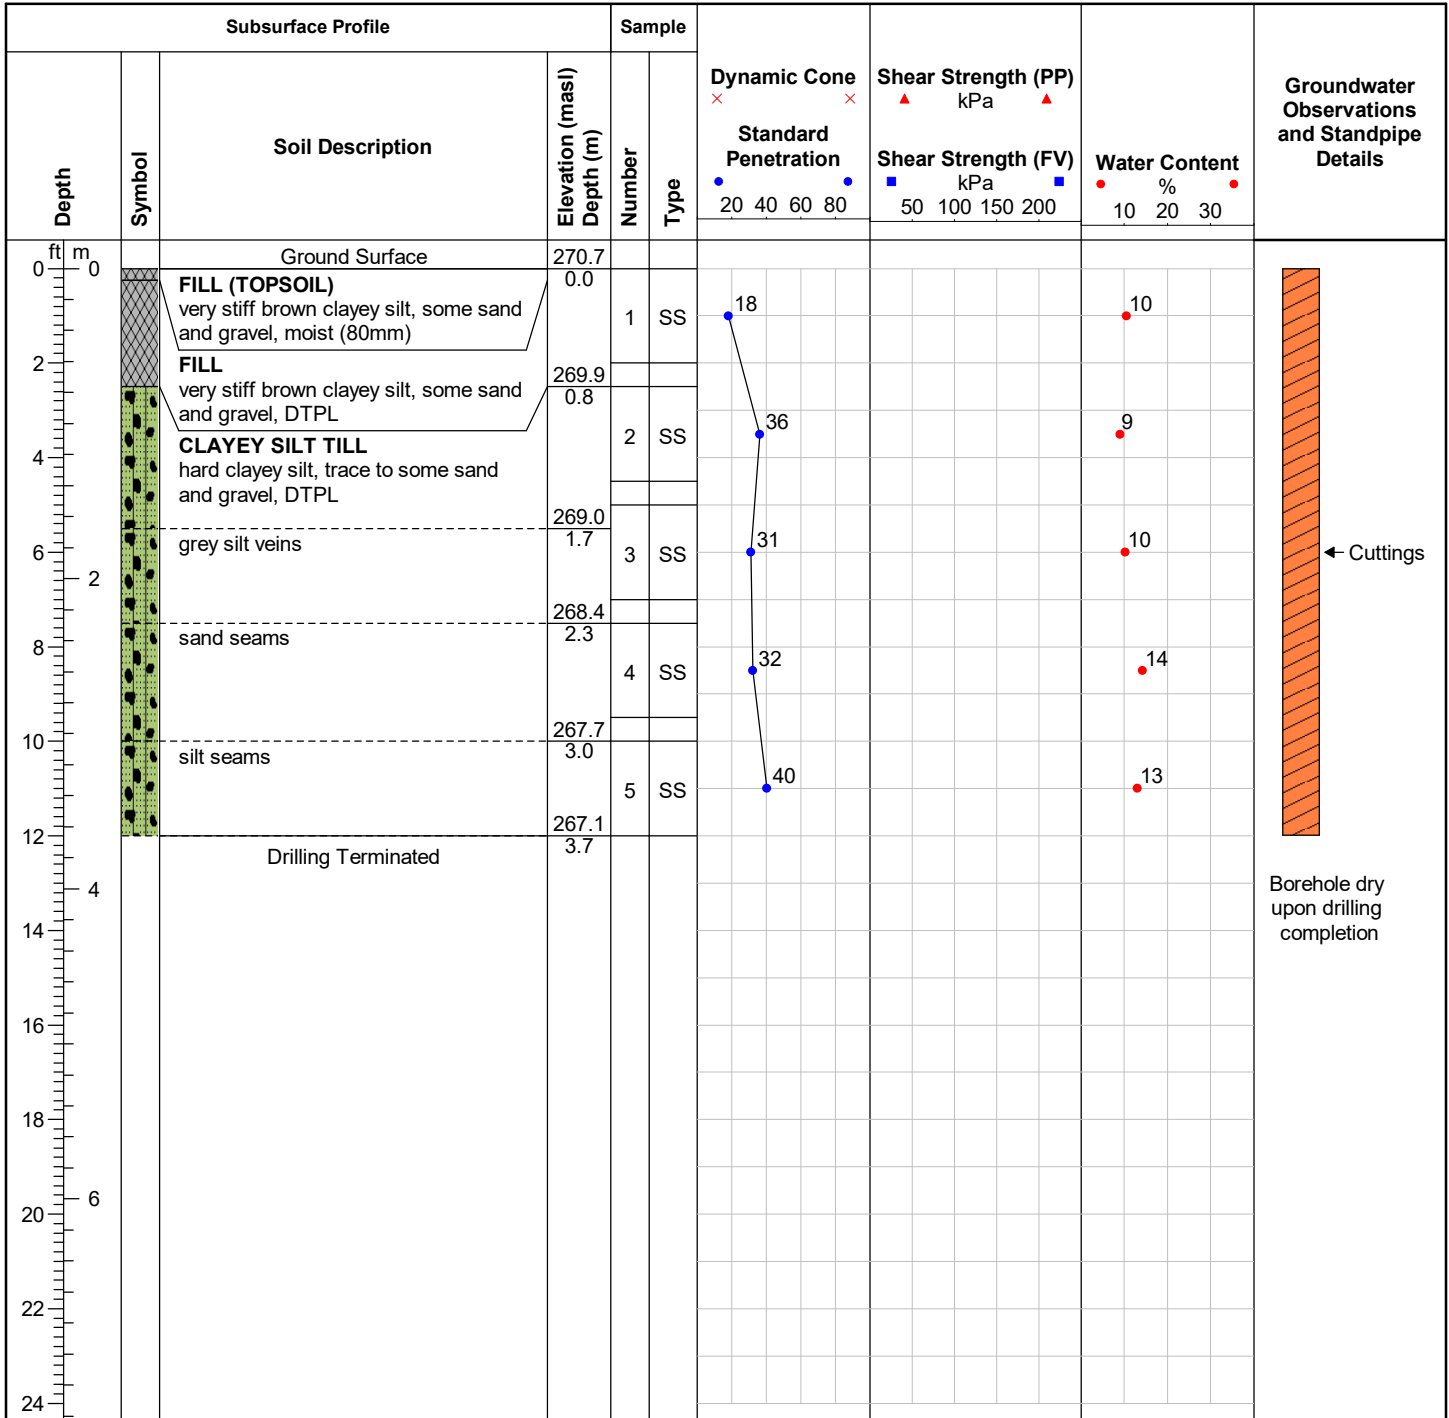 Subsurface Profile
Sample
Depth
Symbol
Soil Description
Elevation (masl)
Depth (m)
Number
Type
Dynamic Cone
Standard
Penetration
20 40 60 80
Shear Strength (PP)
kPa
Shear Strength (FV)
kPa
50 100 150 200
Water Content
%
10 20 30
Groundwater
Observations
and Standpipe
Details
ft m
Ground Surface
270.7
0 0
0.0
FILL (TOPSOIL)
very stiff brown clayey silt, some sand
and gravel, moist (80mm)
1 SS
18
10
2
FILL
very stiff brown clayey silt, some sand
and gravel, DTPL
269.9
0.8
2 SS
36
9
4
CLAYEY SILT TILL
hard clayey silt, trace to some sand
and gravel, DTPL
269.0
1.7
grey silt veins
3 SS
31
10
Cuttings
6
2
268.4
2.3
sand seams
4 SS
32
14
8
267.7
3.0
10
silt seams
5 SS
40
13
267.1
3.7
12
Drilling Terminated
4
Borehole dry
upon drilling
completion
14
16
18
6
20
22
24